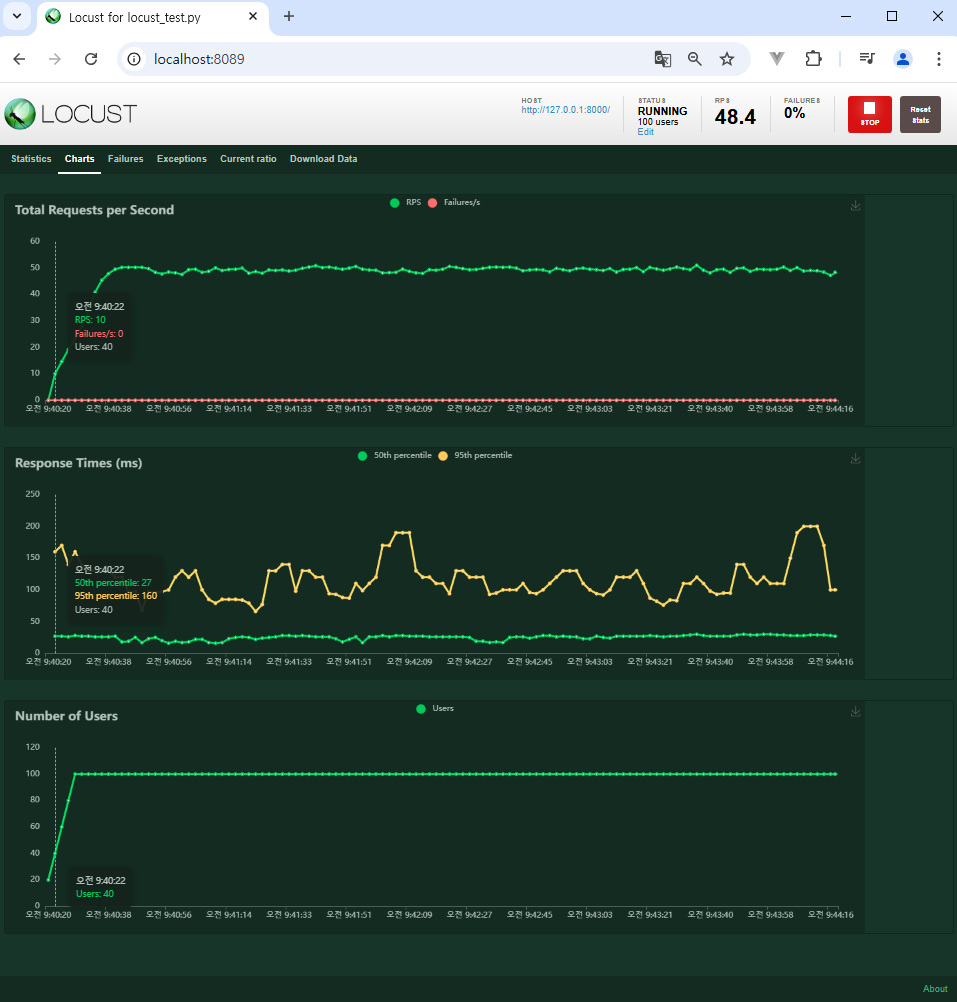 Locust for locust_test.py
localhost:8089
LOCUST
HOST
http://127.0.0.1:8000/
STATUS
RUNNING
100 users
Edit
RPS
48.4
FAILURES
0%
STOP
Reset
Stats
Statistics Charts Failures Exceptions Current ratio Download Data
Total Requests per Second
RPS Failures/s
60
50
40
30
20
10
0
오전 9:40:22
RPS: 10
Failures/s: 0
Users: 40
오전 9:40:20 오전 9:40:38 오전 9:40:56 오전 9:41:14 오전 9:41:33 오전 9:41:51 오전 9:42:09 오전 9:42:27 오전 9:42:45 오전 9:43:03 오전 9:43:21 오전 9:43:40 오전 9:43:58 오전 9:44:16
Response Times (ms)
50th percentile 95th percentile
250
200
150
100
50
0
오전 9:40:22
50th percentile: 27
95th percentile: 160
Users: 40
오전 9:40:20 오전 9:40:38 오전 9:40:56 오전 9:41:14 오전 9:41:33 오전 9:41:51 오전 9:42:09 오전 9:42:27 오전 9:42:45 오전 9:43:03 오전 9:43:21 오전 9:43:40 오전 9:43:58 오전 9:44:16
Number of Users
Users
120
100
80
60
40
20
0
오전 9:40:22
Users: 40
오전 9:40:20 오전 9:40:38 오전 9:40:56 오전 9:41:14 오전 9:41:33 오전 9:41:51 오전 9:42:09 오전 9:42:27 오전 9:42:45 오전 9:43:03 오전 9:43:21 오전 9:43:40 오전 9:43:58 오전 9:44:16
About